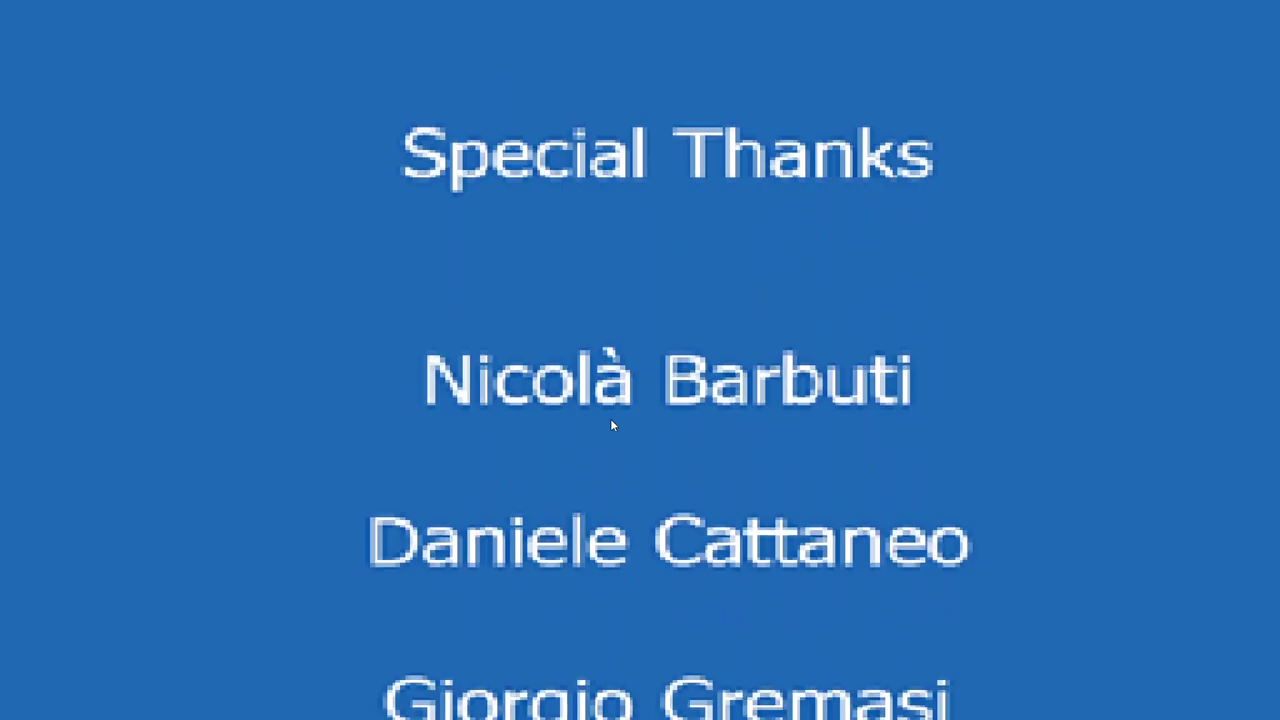 Special Thanks
Nicolà Barbuti
Daniele Cattaneo
Giorgio Gremasi